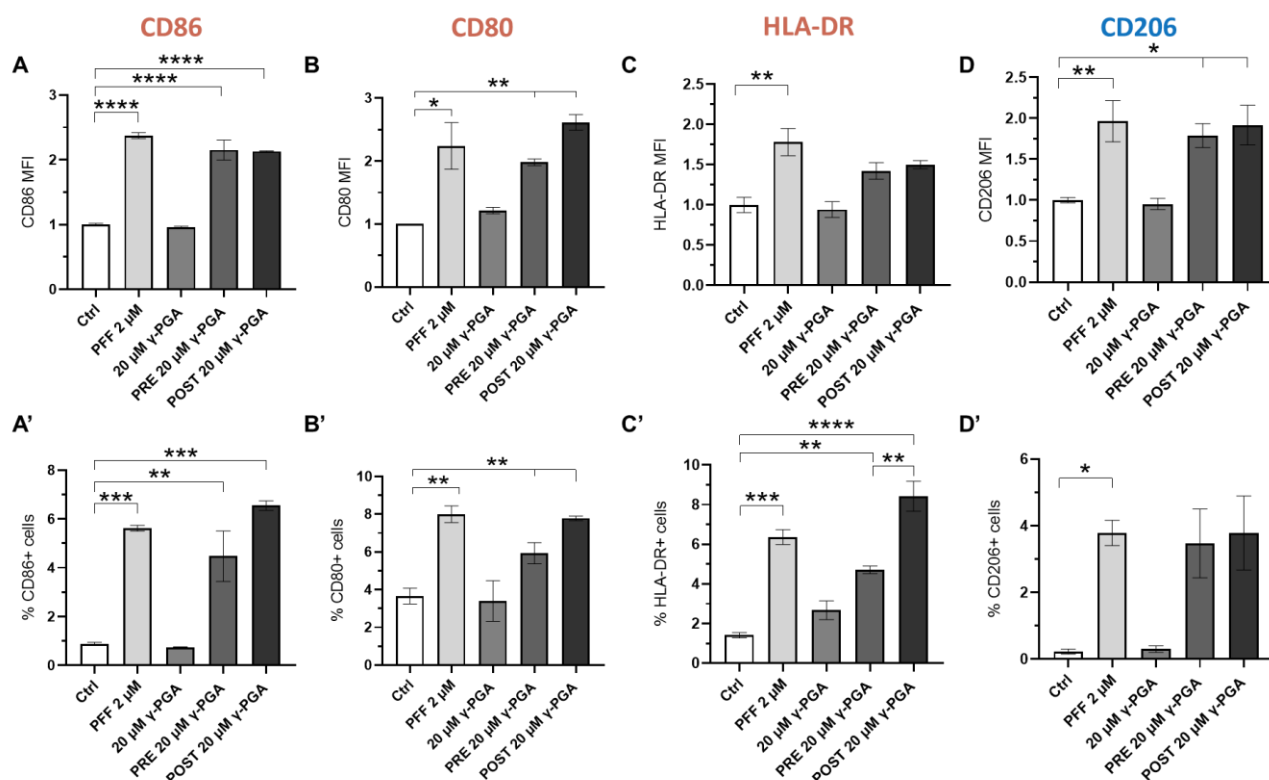 CD86
CD80
HLA-DR
CD206
A
****
****
****
CD86 MFI
3
2
1
0
Ctrl
PFF 2 µM
20 µM γ-PGA
PRE 20 µM γ-PGA
POST 20 µM γ-PGA
B
**
*
CD80 MFI
3
2
1
0
Ctrl
PFF 2 µM
20 µM γ-PGA
PRE 20 µM γ-PGA
POST 20 µM γ-PGA
C
**
HLA-DR MFI
2.5
2.0
1.5
1.0
0.5
0.0
Ctrl
PFF 2 µM
20 µM γ-PGA
PRE 20 µM γ-PGA
POST 20 µM γ-PGA
D
*
**
CD206 MFI
2.5
2.0
1.5
1.0
0.5
0.0
Ctrl
PFF 2 µM
20 µM γ-PGA
PRE 20 µM γ-PGA
POST 20 µM γ-PGA
A'
***
**
***
% CD86+ cells
8
6
4
2
0
Ctrl
PFF 2 µM
20 µM γ-PGA
PRE 20 µM γ-PGA
POST 20 µM γ-PGA
B'
**
**
% CD80+ cells
10
8
6
4
2
0
Ctrl
PFF 2 µM
20 µM γ-PGA
PRE 20 µM γ-PGA
POST 20 µM γ-PGA
C'
****
**
**
***
% HLA-DR+ cells
10
8
6
4
2
0
Ctrl
PFF 2 µM
20 µM γ-PGA
PRE 20 µM γ-PGA
POST 20 µM γ-PGA
D'
*
% CD206+ cells
6
4
2
0
Ctrl
PFF 2 µM
20 µM γ-PGA
PRE 20 µM γ-PGA
POST 20 µM γ-PGA